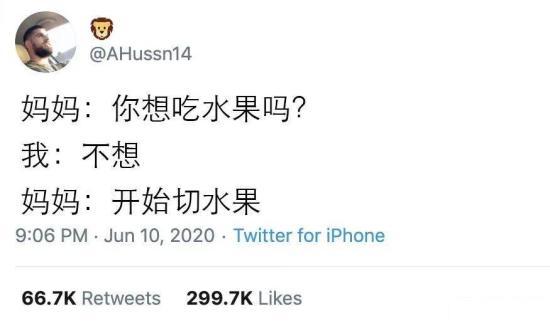 🦁
@AHussn14
妈妈：你想吃水果吗？
我：不想
妈妈：开始切水果
9:06 PM · Jun 10, 2020 · Twitter for iPhone
66.7K Retweets 299.7K Likes